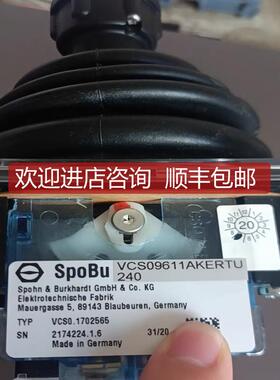 欢迎进店咨询 顺丰包邮
20
SpoBu
VCS09611AKERTU
240
Spohn & Burkhardt GmbH & Co. KG
Elektrotechnische Fabrik
Mauergasse 5, 89143 Blaubeuren, Germany
TYP VCS0.1702565
SN 2174224.1.6 31/20
Made in Germany